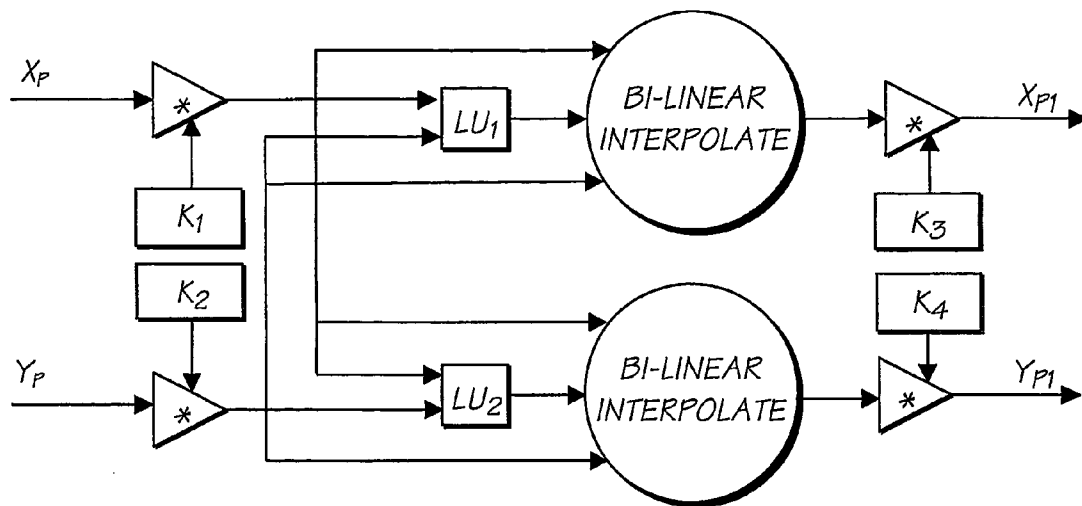 Xₚ
*
LU₁
BI-LINEAR
INTERPOLATE
*
Xₚ₁
K₁
K₃
K₂
K₄
Yₚ
*
LU₂
BI-LINEAR
INTERPOLATE
*
Yₚ₁